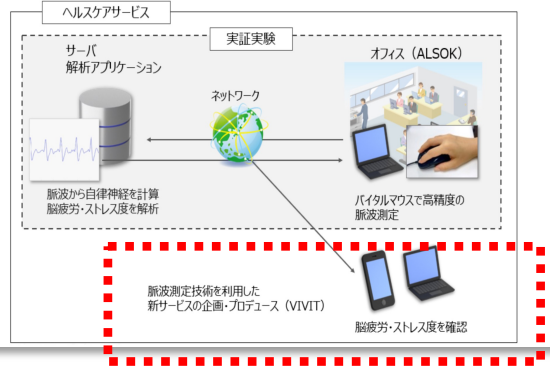 ヘルスケアサービス
実証実験
サーバ
解析アプリケーション
オフィス（ALSOK）
ネットワーク
脈波から自律神経を計算
脳疲労・ストレス度を解析
バイタルマウスで高精度の
脈波測定
脈波測定技術を利用した
新サービスの企画・プロデュース（VIVIT）
脳疲労・ストレス度を確認